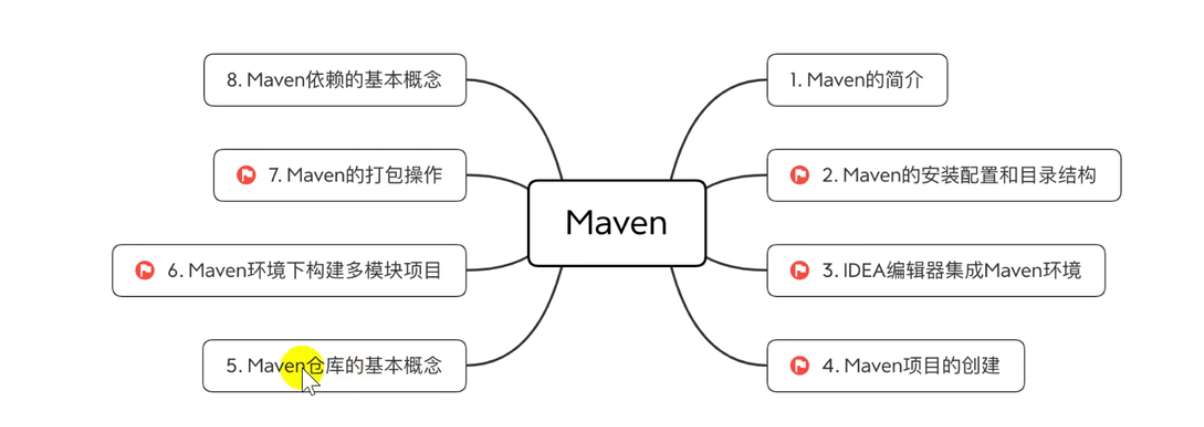 Maven
1. Maven的简介
2. Maven的安装配置和目录结构
3. IDEA编辑器集成Maven环境
4. Maven项目的创建
5. Maven仓库的基本概念
6. Maven环境下构建多模块项目
7. Maven的打包操作
8. Maven依赖的基本概念